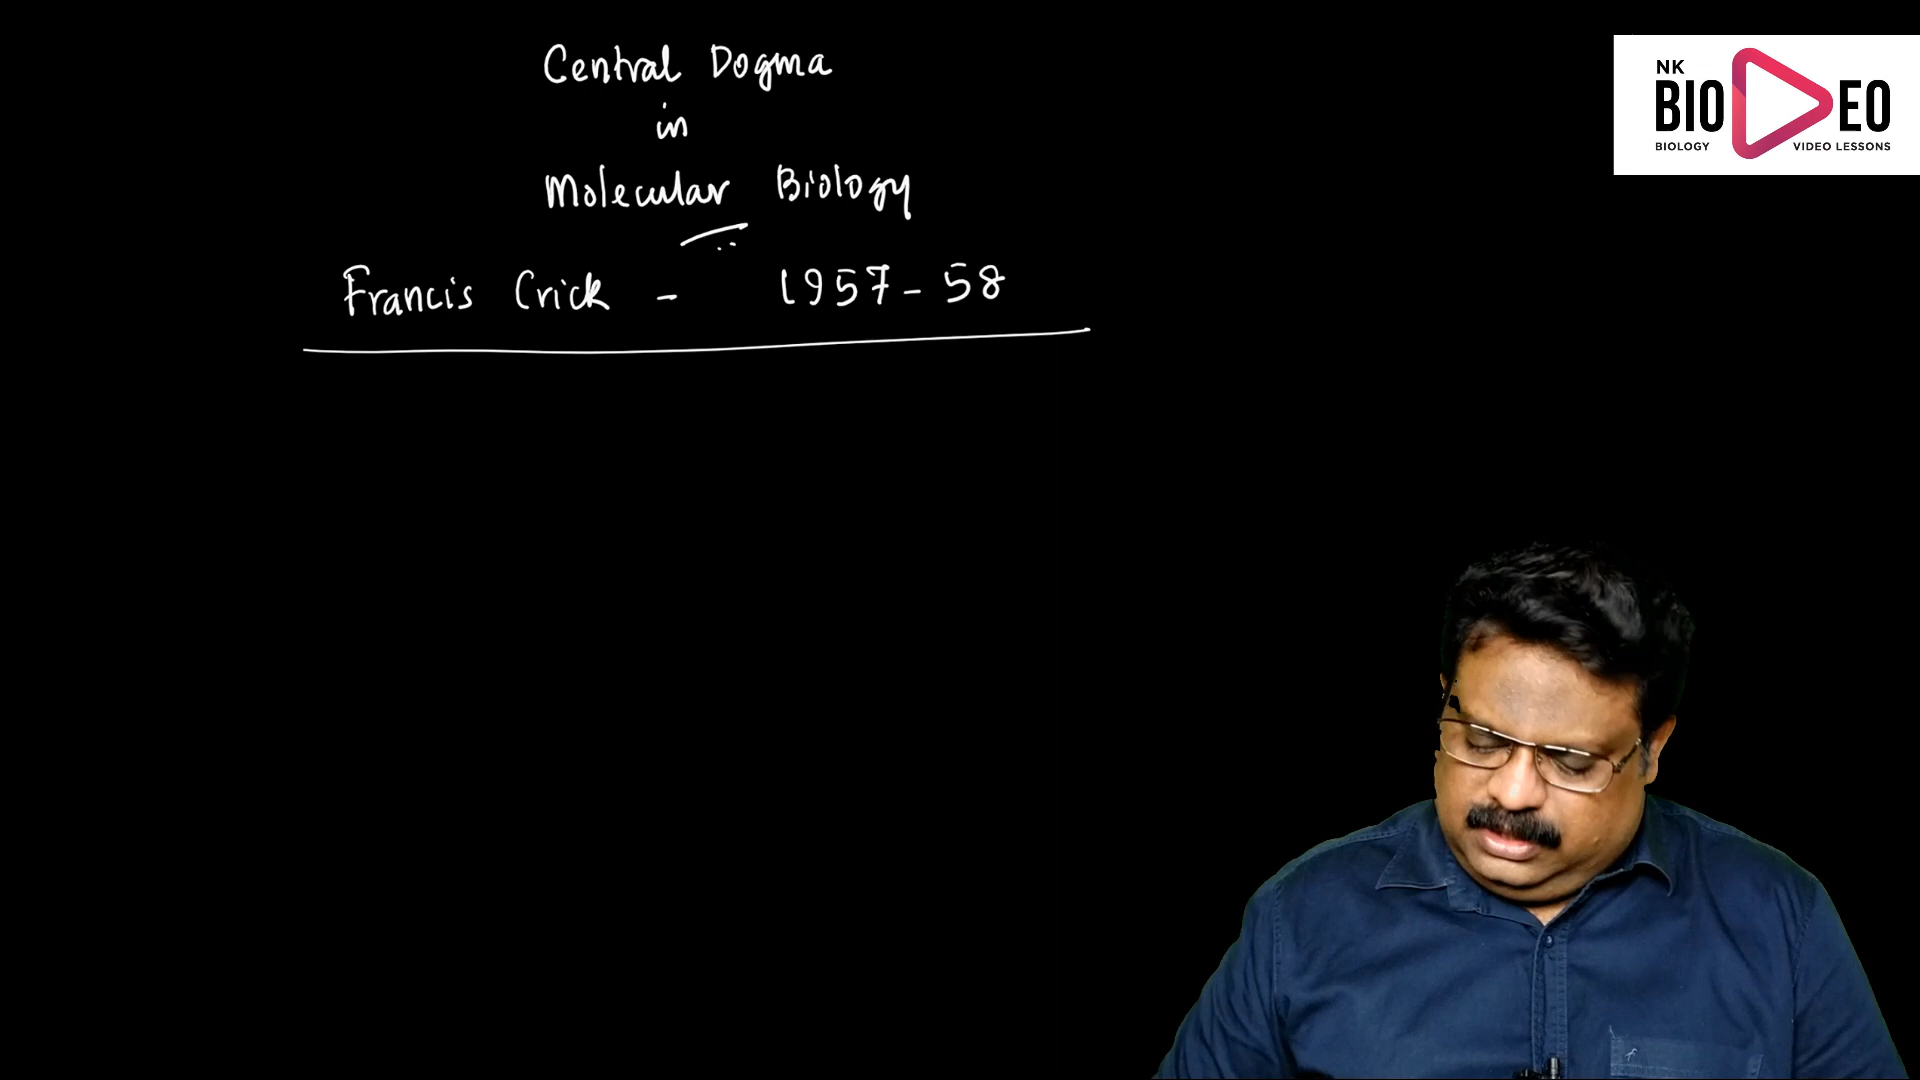 Central Dogma
in
Molecular Biology
Francis Crick - 1957-58
NK
BIO EO
BIOLOGY VIDEO LESSONS